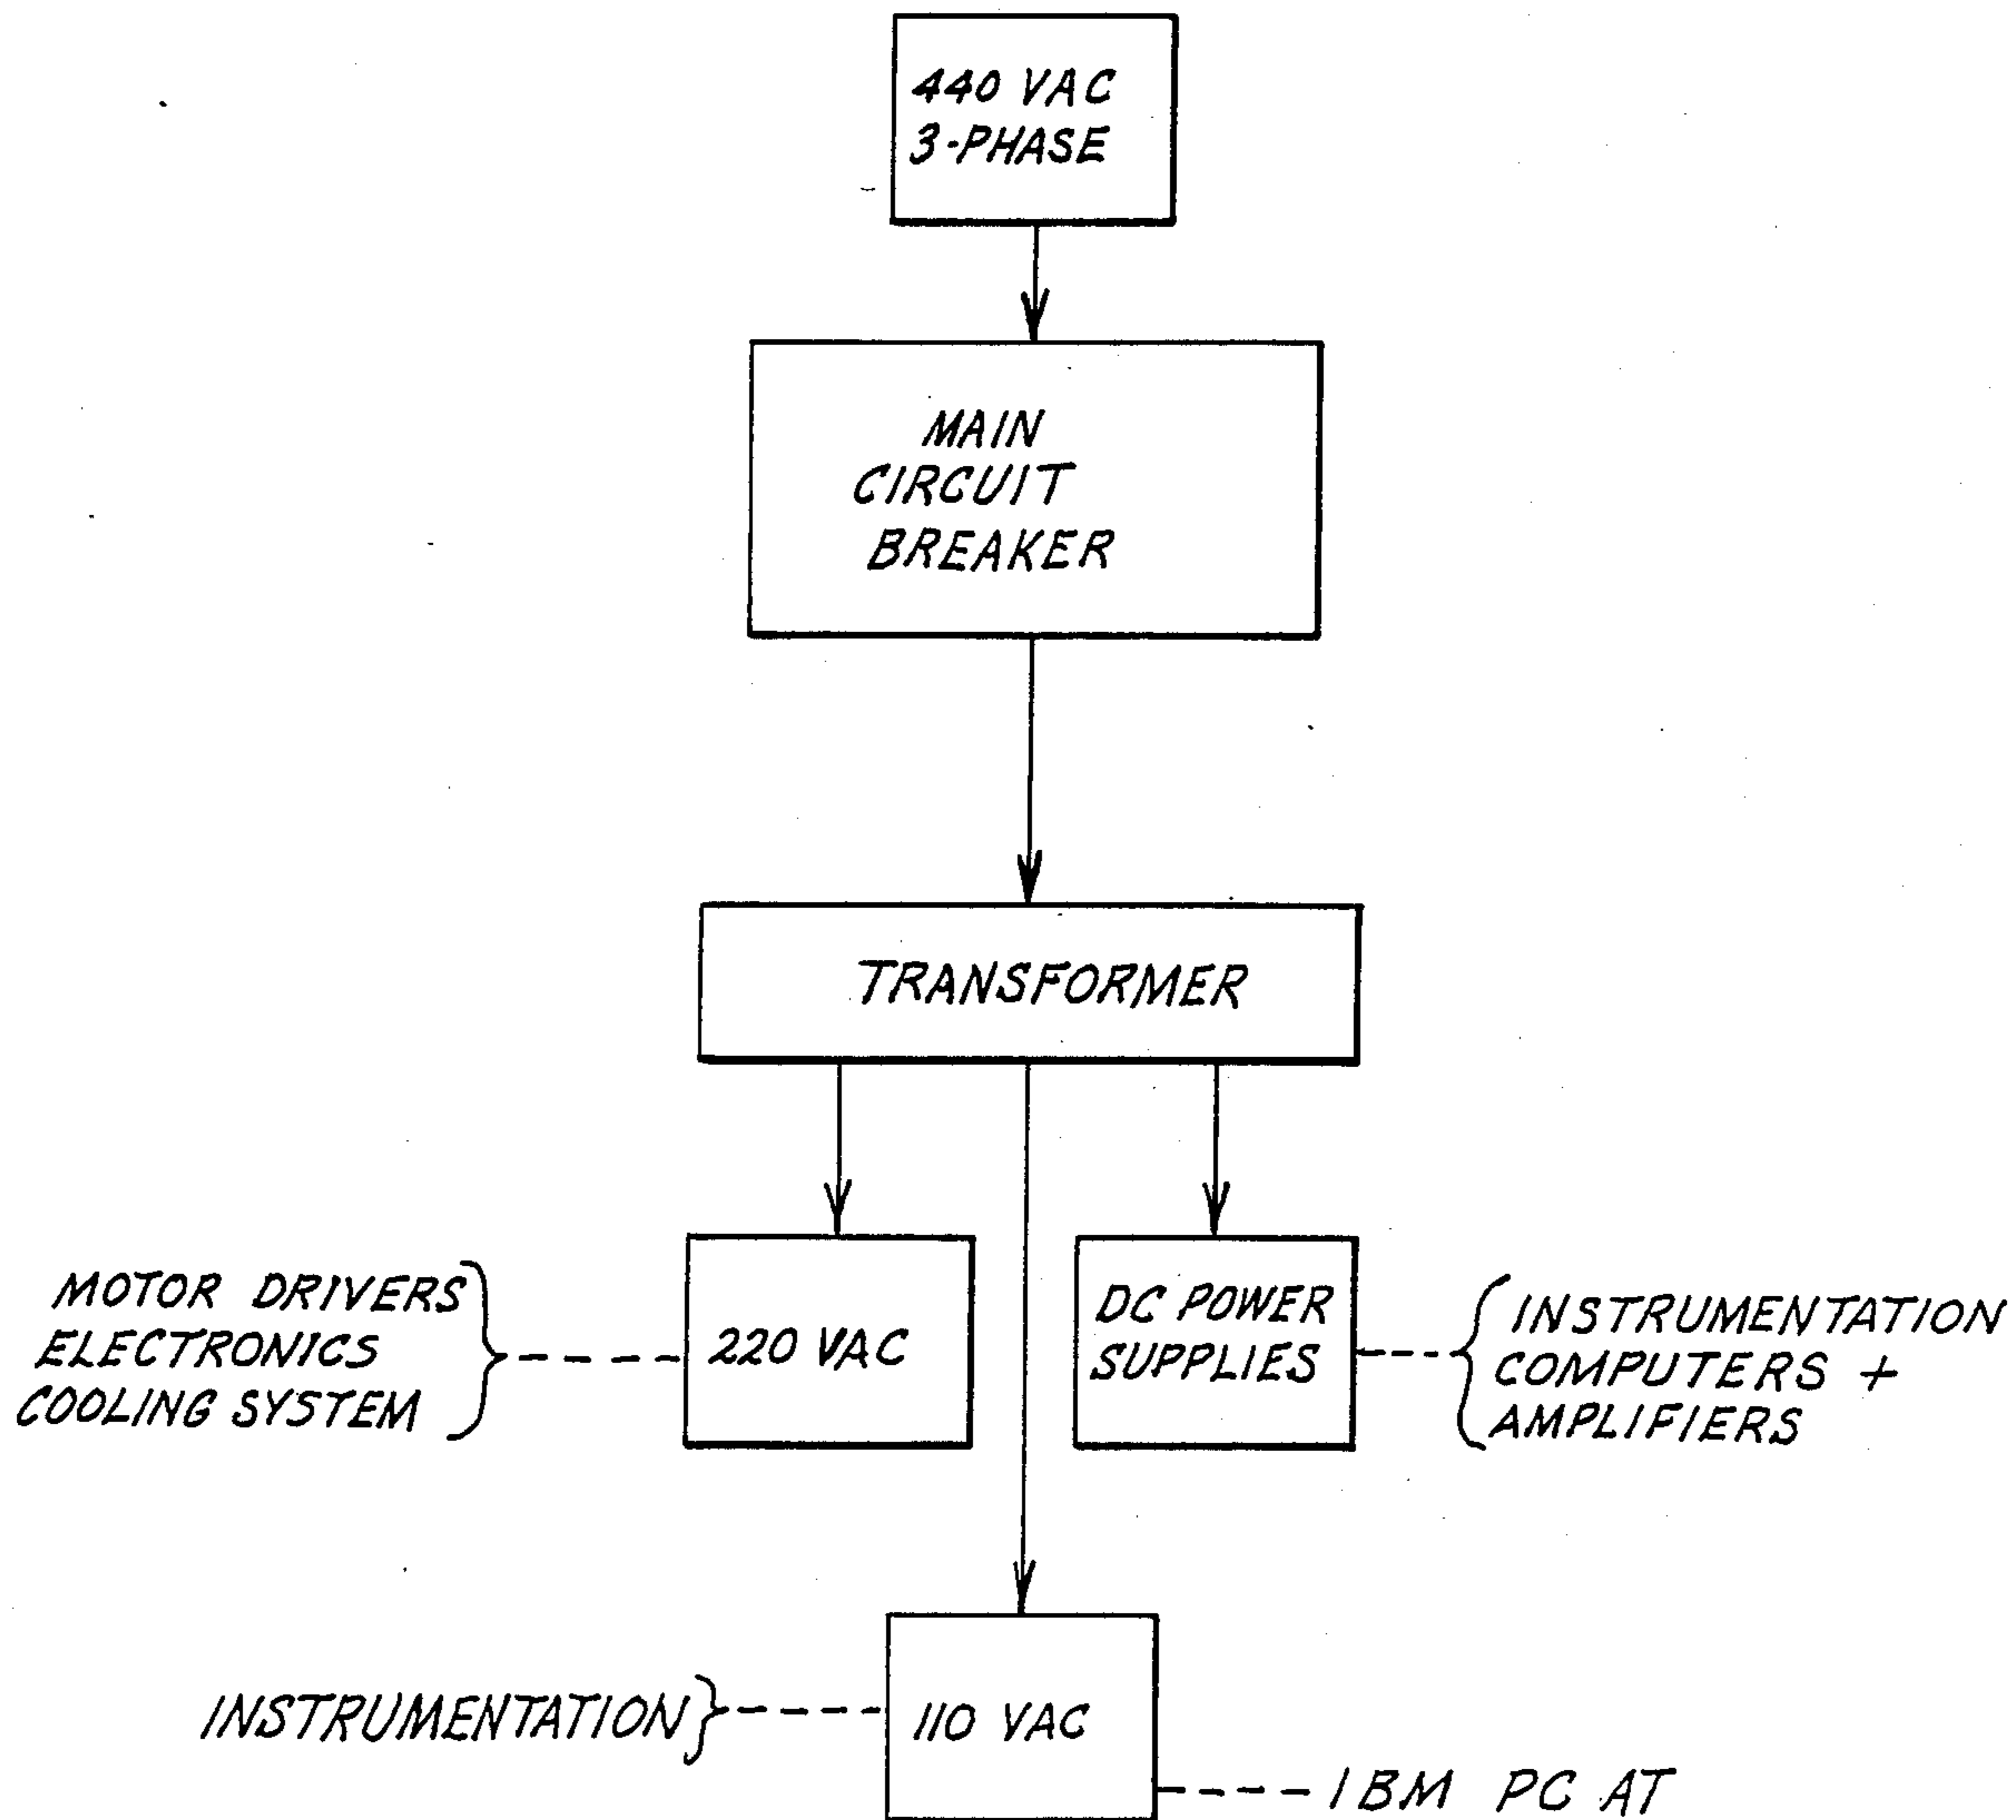 440 VAC
3-PHASE
MAIN
CIRCUIT
BREAKER
TRANSFORMER
MOTOR DRIVERS
ELECTRONICS
COOLING SYSTEM
220 VAC
DC POWER
SUPPLIES
INSTRUMENTATION
COMPUTERS +
AMPLIFIERS
INSTRUMENTATION
110 VAC
IBM PC AT